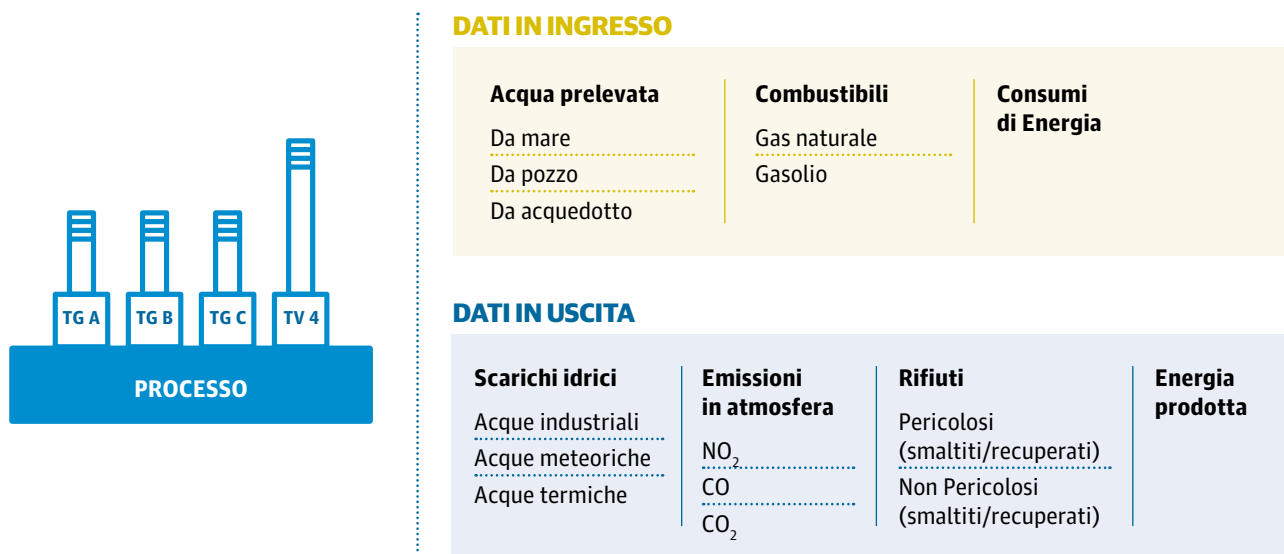 TG A
TG B
TG C
TV 4
PROCESSO
DATI IN INGRESSO
Acqua prelevata
Da mare
Da pozzo
Da acquedotto
Combustibili
Gas naturale
Gasolio
Consumi
di Energia
DATI IN USCITA
Scarichi idrici
Acque industriali
Acque meteoriche
Acque termiche
Emissioni
in atmosfera
NO₂
CO
CO₂
Rifiuti
Pericolosi
(smaltiti/recuperati)
Non Pericolosi
(smaltiti/recuperati)
Energia
prodotta